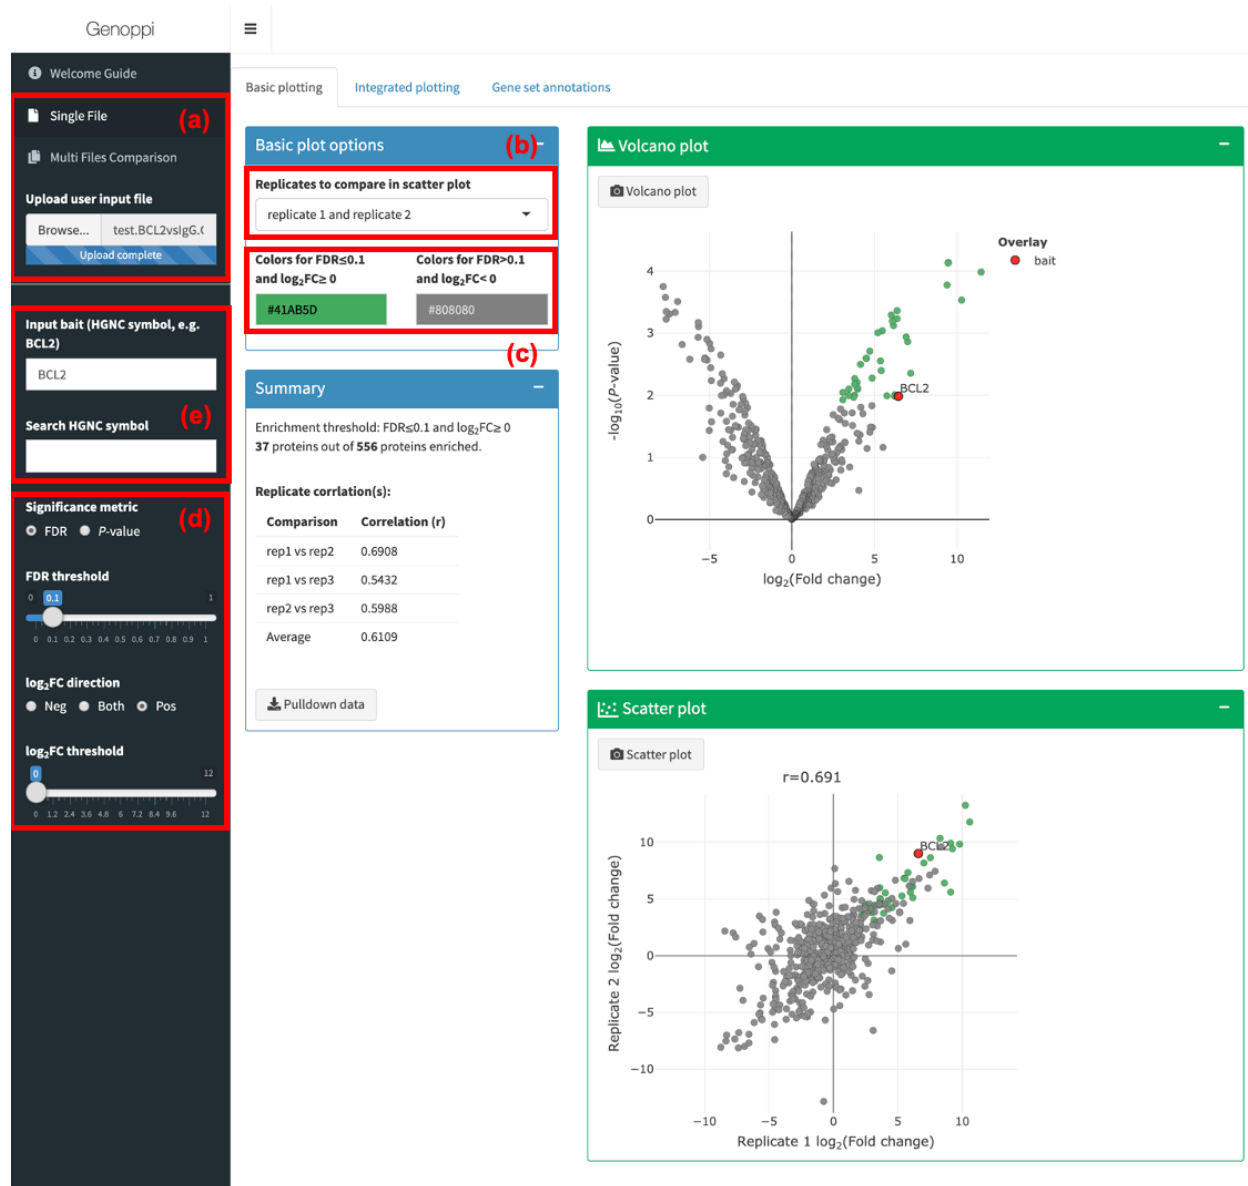 Genoppi
Welcome Guide
Single File
(a)
Multi Files Comparison
Upload user input file
Browse... test.BCL2vsIgG.(
Upload complete
Input bait (HGNC symbol, e.g.
BCL2)
BCL2
(e)
Search HGNC symbol
Significance metric
(d)
FDR P-value
FDR threshold
0 0.1 1
0 0.1 0.2 0.3 0.4 0.5 0.6 0.7 0.8 0.9 1
log2FC direction
Neg Both Pos
log2FC threshold
0 12
0 1.2 2.4 3.6 4.8 6 7.2 8.4 9.6 12
Basic plotting Integrated plotting Gene set annotations
Basic plot options
(b)
Replicates to compare in scatter plot
replicate 1 and replicate 2
Colors for FDR≤0.1 Colors for FDR>0.1
and log2FC≥ 0 and log2FC< 0
#41AB5D #808080
(c)
Summary
Enrichment threshold: FDR≤0.1 and log2FC≥ 0
37 proteins out of 556 proteins enriched.
Replicate corrlation(s):
Comparison Correlation (r)
rep1 vs rep2 0.6908
rep1 vs rep3 0.5432
rep2 vs rep3 0.5988
Average 0.6109
Pulldown data
Volcano plot
Volcano plot
Overlay
bait
4
3
2
1
0
BCL2
-log10(P-value)
−5 0 5 10
log2(Fold change)
Scatter plot
Scatter plot
r=0.691
10
5
0
−5
−10
BCL2
Replicate 2 log2(Fold change)
−10 −5 0 5 10
Replicate 1 log2(Fold change)